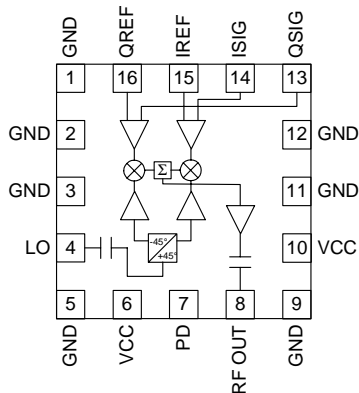 GND QREF IREF ISIG QSIG
1 16 15 14 13
GND 2 12 GND
Σ
GND 3 11 GND
LO 4 -45° +45° 10 VCC
5 6 7 8 9
GND VCC PD RF OUT GND